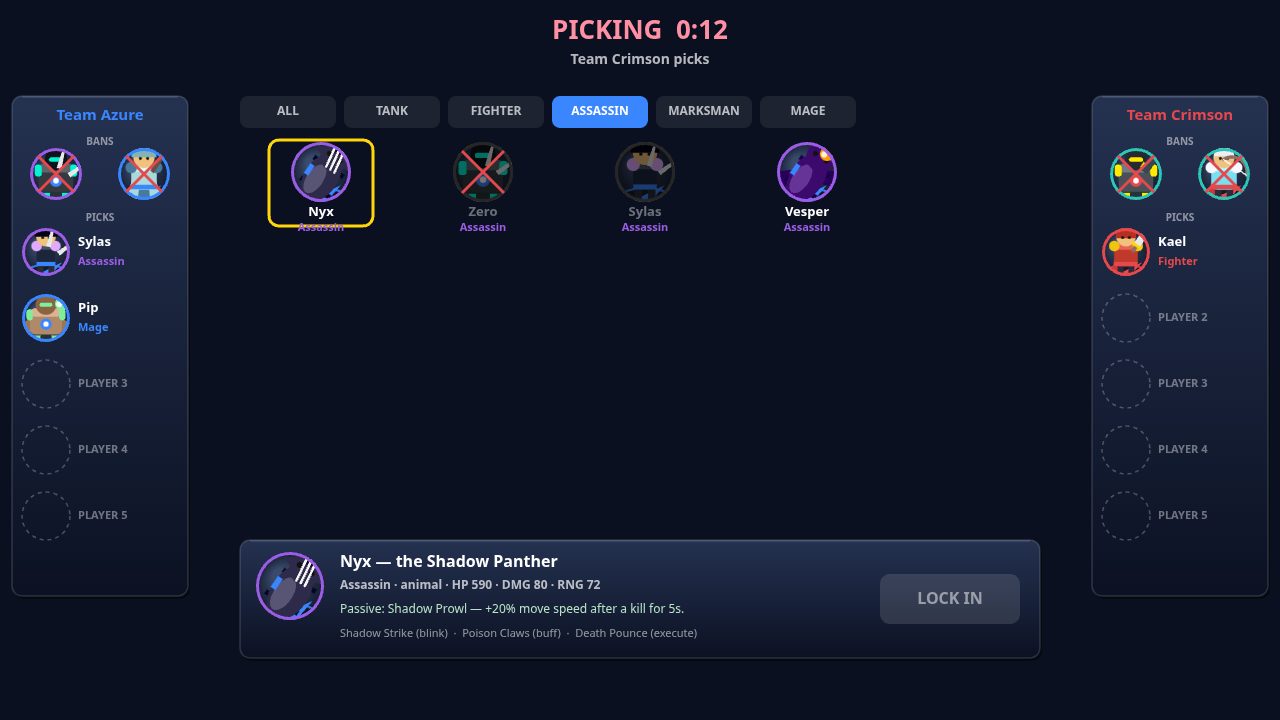 PICKING 0:12
Team Crimson picks
Team Azure
BANS
PICKS
Sylas
Assassin
Pip
Mage
PLAYER 3
PLAYER 4
PLAYER 5
ALL
TANK
FIGHTER
ASSASSIN
MARKSMAN
MAGE
Nyx
Assassin
Zero
Assassin
Sylas
Assassin
Vesper
Assassin
Nyx — the Shadow Panther
Assassin · animal · HP 590 · DMG 80 · RNG 72
Passive: Shadow Prowl — +20% move speed after a kill for 5s.
Shadow Strike (blink) · Poison Claws (buff) · Death Pounce (execute)
LOCK IN
Team Crimson
BANS
PICKS
Kael
Fighter
PLAYER 2
PLAYER 3
PLAYER 4
PLAYER 5